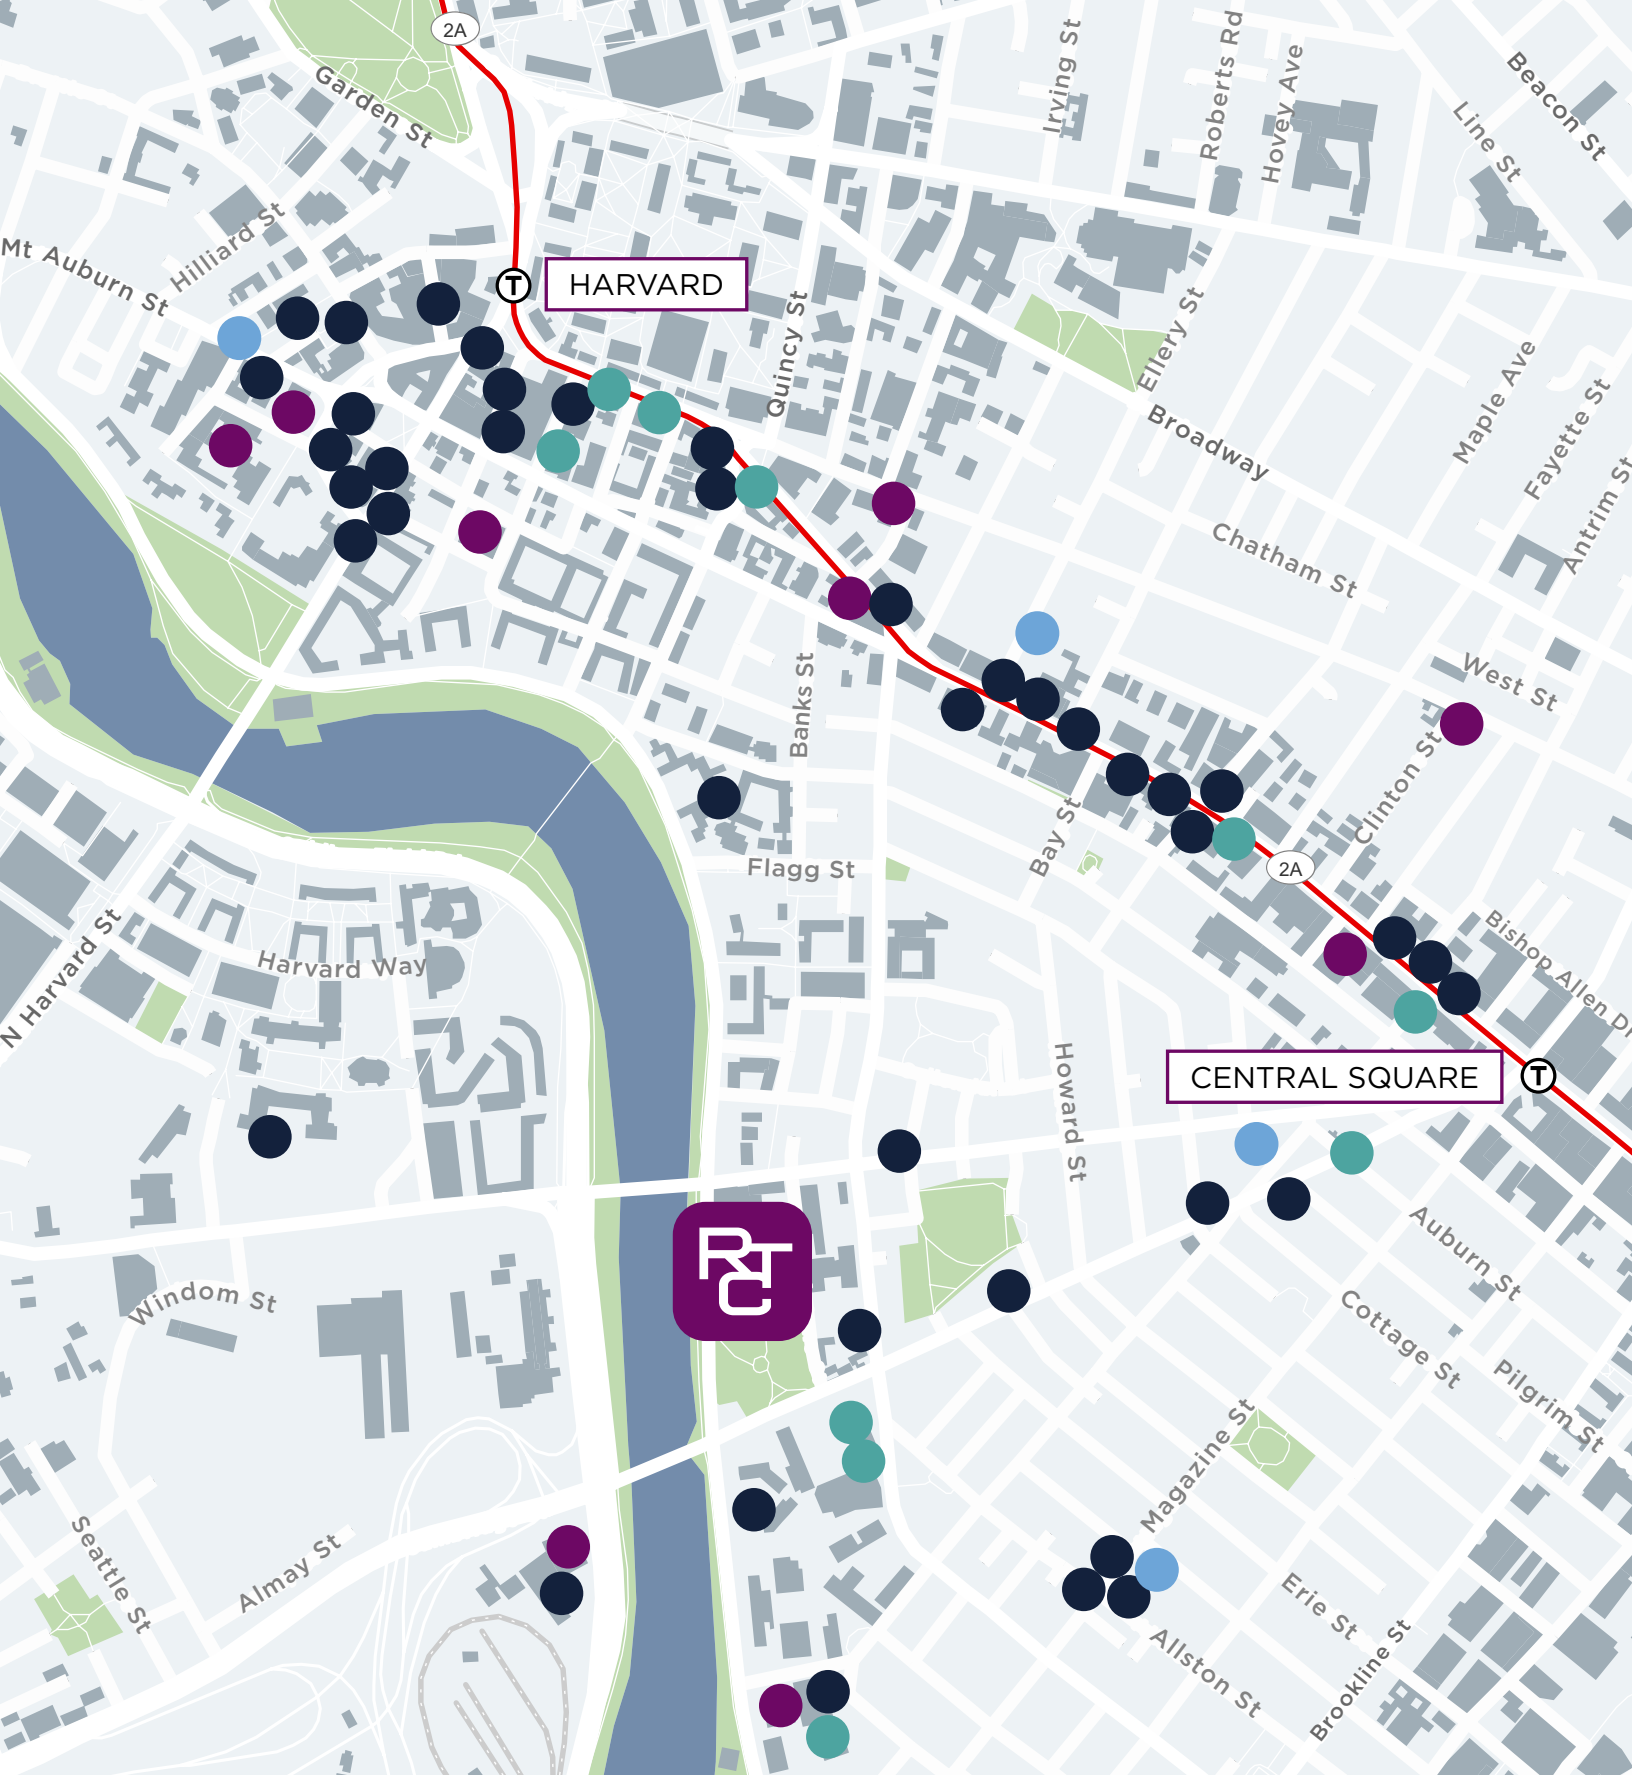 2A
Irving St
Roberts Rd
Hovey Ave
Beacon St
Line St
Garden St
Hilliard St
Mt Auburn St
T
HARVARD
Quincy St
Ellery St
Broadway
Maple Ave
Fayette St
Antrim St
Chatham St
West St
Banks St
Clinton St
Bay St
Flagg St
2A
Bishop Allen Dr
N Harvard St
Harvard Way
Howard St
CENTRAL SQUARE
T
RTC
Auburn St
Windom St
Cottage St
Pilgrim St
Magazine St
Seattle St
Almay St
Erie St
Allston St
Brookline St